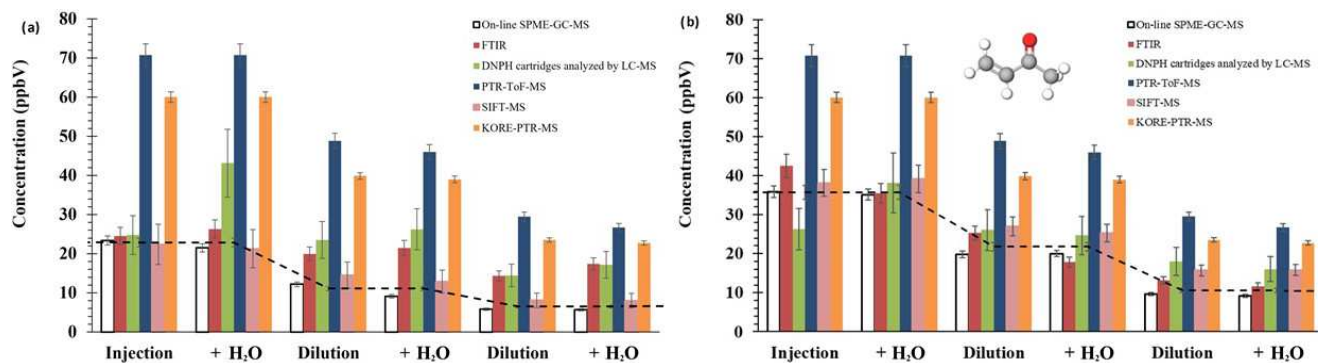 (a)
Concentration (ppbV)
80
70
60
50
40
30
20
10
0
On-line SPME-GC-MS
FTIR
DNPH cartridges analyzed by LC-MS
PTR-ToF-MS
SIFT-MS
KORE-PTR-MS
Injection + H₂O Dilution + H₂O Dilution + H₂O
(b)
Concentration (ppbV)
80
70
60
50
40
30
20
10
0
On-line SPME-GC-MS
FTIR
DNPH cartridges analyzed by LC-MS
PTR-ToF-MS
SIFT-MS
KORE-PTR-MS
Injection + H₂O Dilution + H₂O Dilution + H₂O